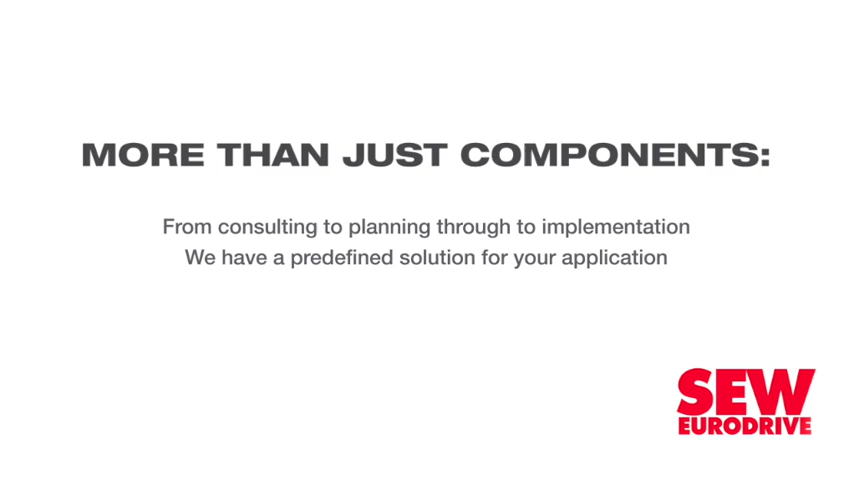 MORE THAN JUST COMPONENTS:
From consulting to planning through to implementation
We have a predefined solution for your application
SEW
EURODRIVE